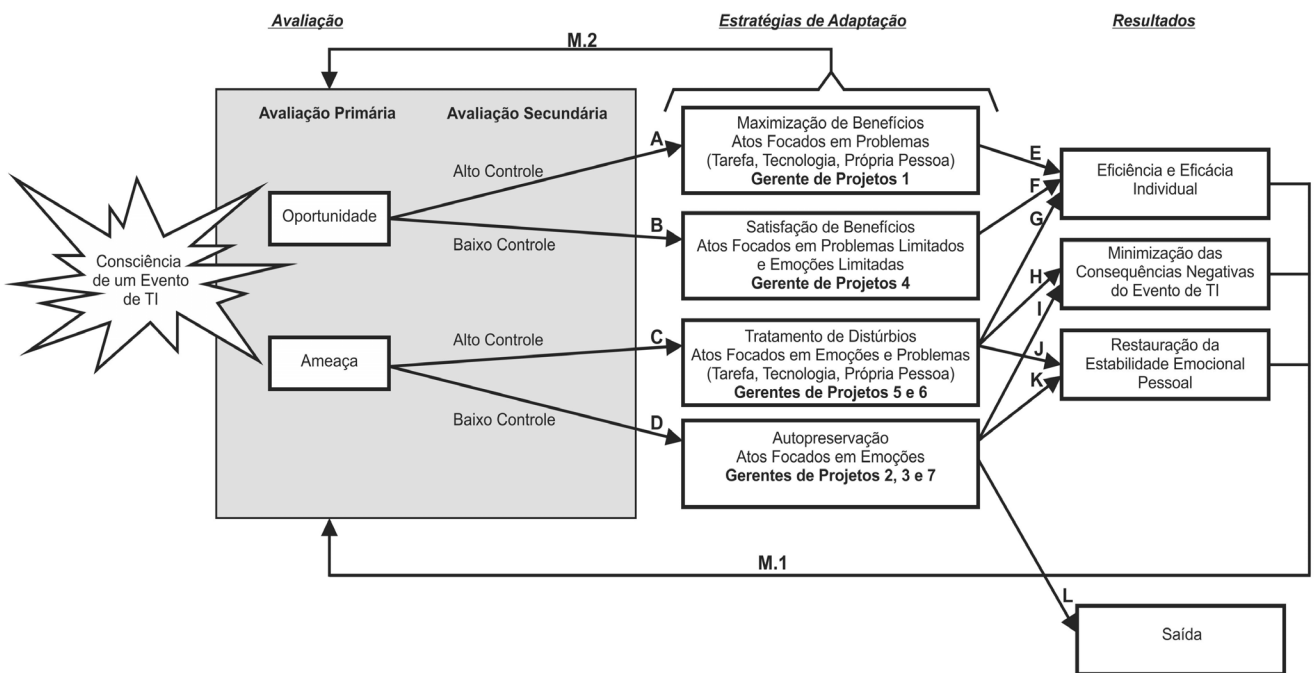 Avaliação
Estratégias de Adaptação
Resultados
M.2
Avaliação Primária
Avaliação Secundária
Consciência
de um Evento
de TI
Oportunidade
Ameaça
Alto Controle
Baixo Controle
Alto Controle
Baixo Controle
A
B
C
D
Maximização de Benefícios
Atos Focados em Problemas
(Tarefa, Tecnologia, Própria Pessoa)
Gerente de Projetos 1
Satisfação de Benefícios
Atos Focados em Problemas Limitados
e Emoções Limitadas
Gerente de Projetos 4
Tratamento de Distúrbios
Atos Focados em Emoções e Problemas
(Tarefa, Tecnologia, Própria Pessoa)
Gerentes de Projetos 5 e 6
Autopreservação
Atos Focados em Emoções
Gerentes de Projetos 2, 3 e 7
E
F
G
H
I
J
K
L
Eficiência e Eficácia
Individual
Minimização das
Consequências Negativas
do Evento de TI
Restauração da
Estabilidade Emocional
Pessoal
M.1
Saída